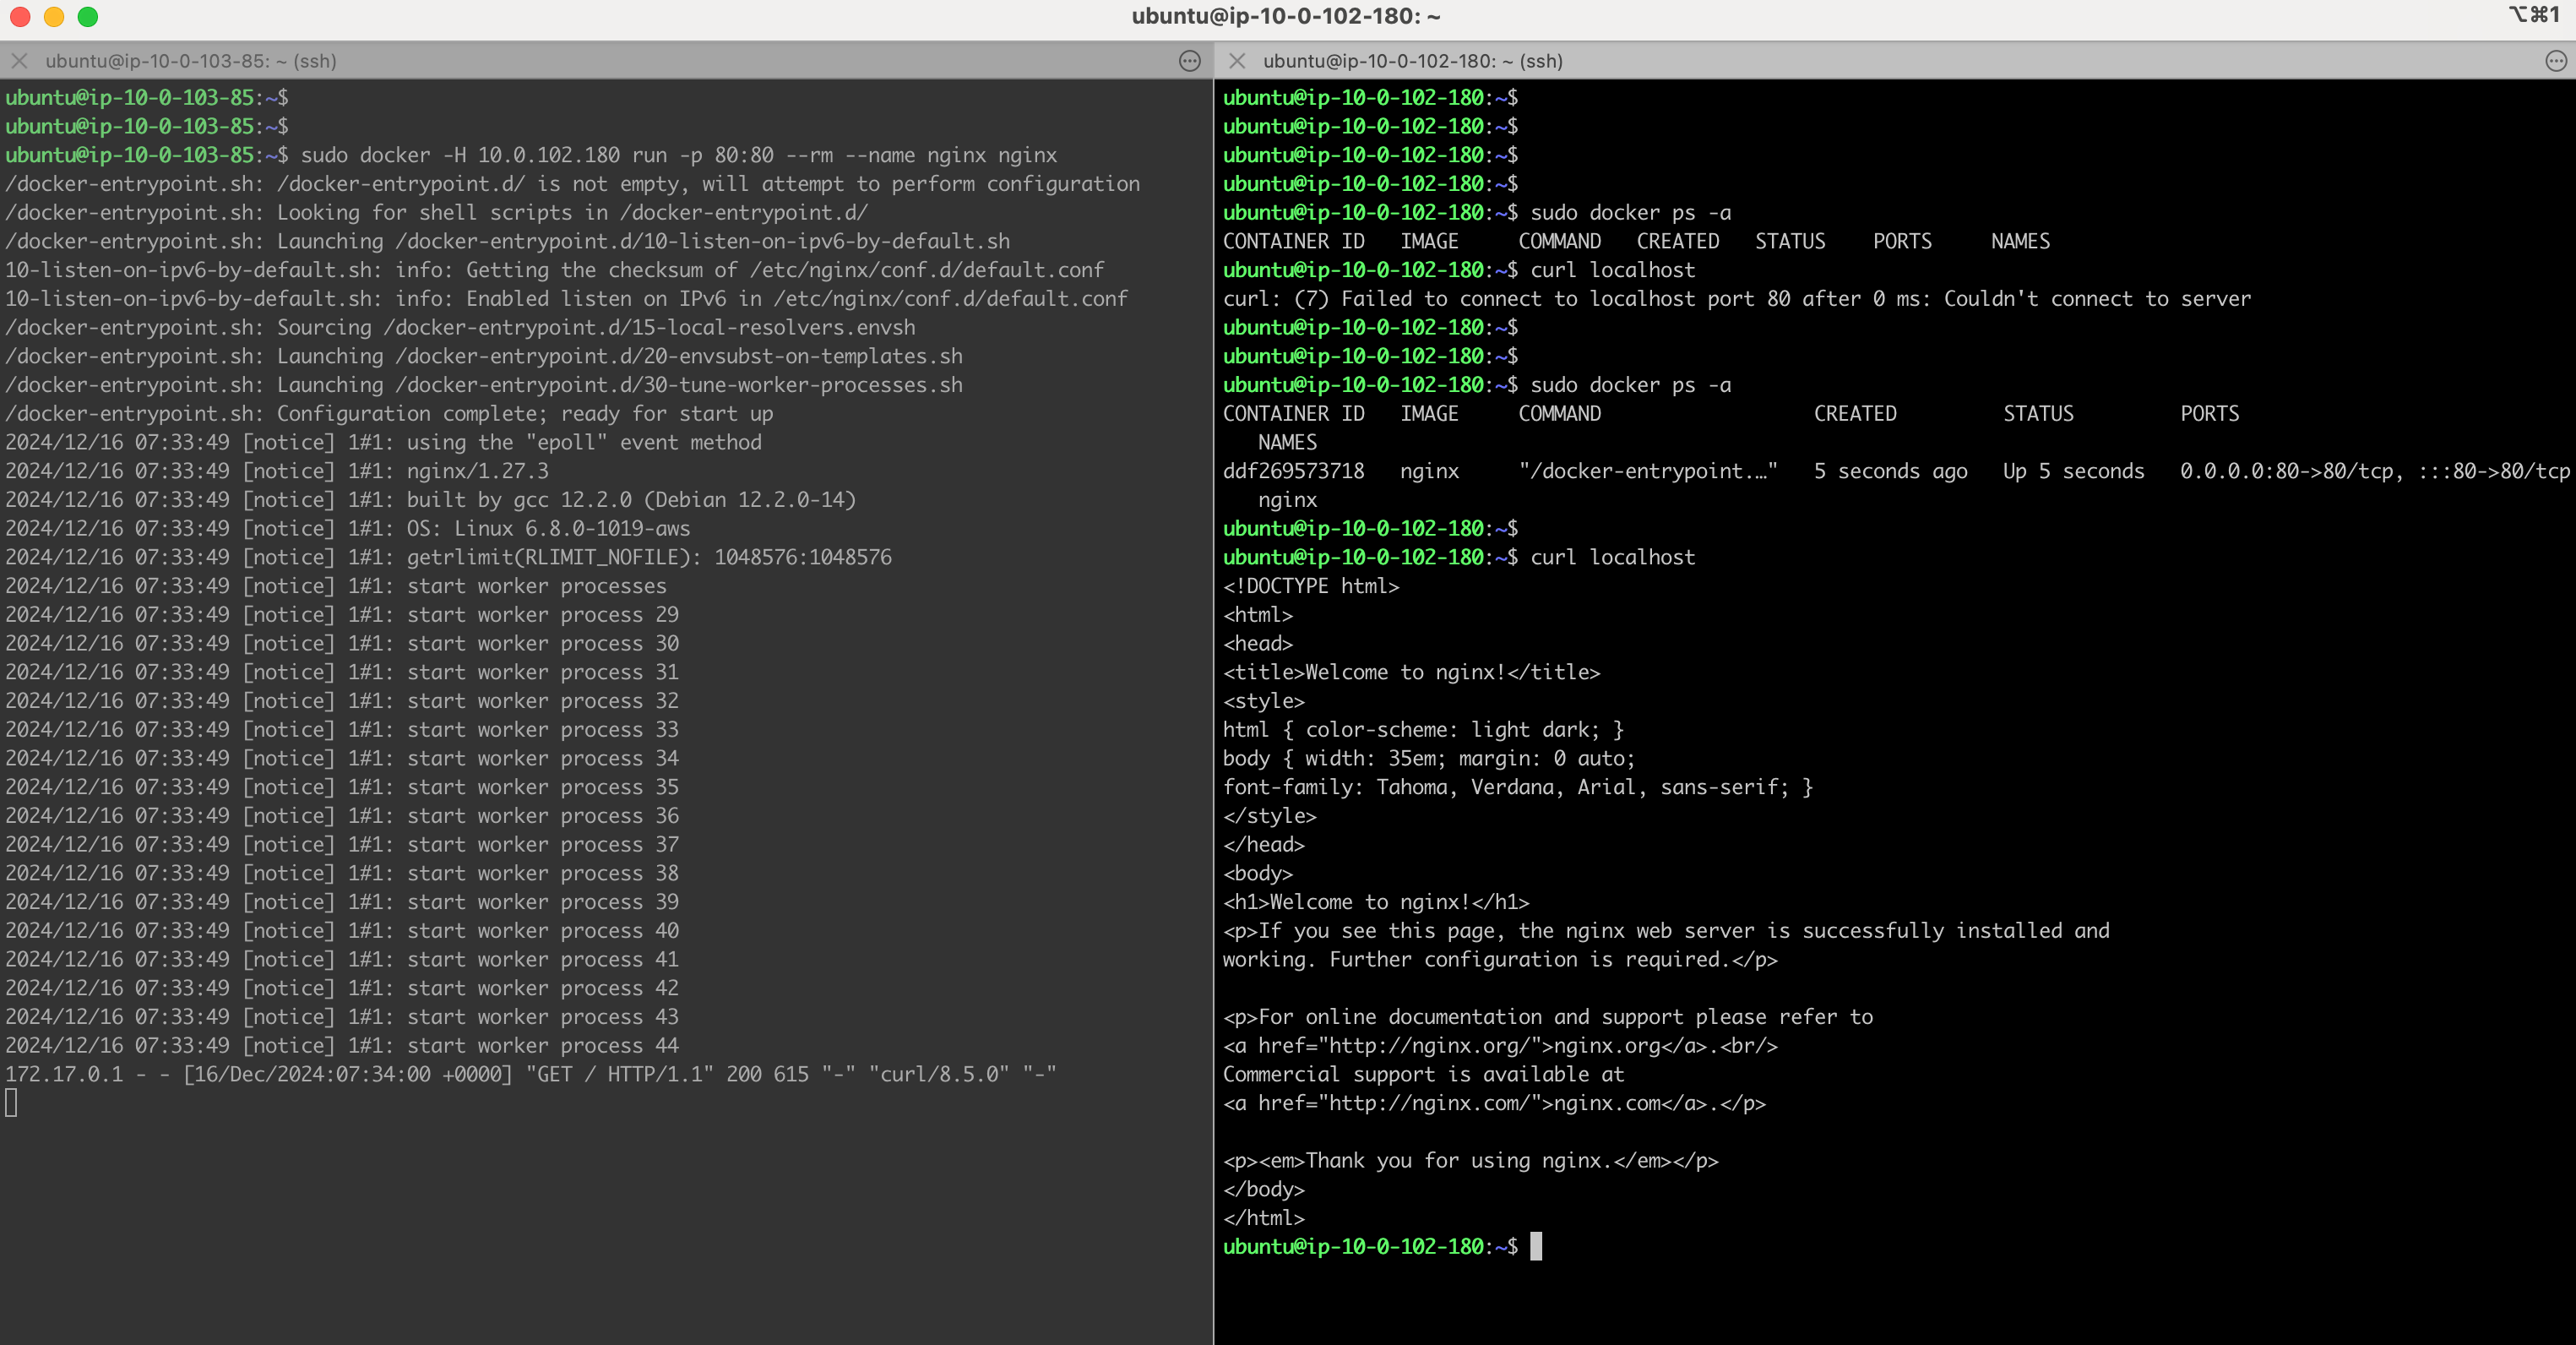 ubuntu@ip-10-0-102-180: ~
⌥⌘1
ubuntu@ip-10-0-103-85: ~ (ssh)
ubuntu@ip-10-0-103-85:~$
ubuntu@ip-10-0-103-85:~$
ubuntu@ip-10-0-103-85:~$ sudo docker -H 10.0.102.180 run -p 80:80 --rm --name nginx nginx
/docker-entrypoint.sh: /docker-entrypoint.d/ is not empty, will attempt to perform configuration
/docker-entrypoint.sh: Looking for shell scripts in /docker-entrypoint.d/
/docker-entrypoint.sh: Launching /docker-entrypoint.d/10-listen-on-ipv6-by-default.sh
10-listen-on-ipv6-by-default.sh: info: Getting the checksum of /etc/nginx/conf.d/default.conf
10-listen-on-ipv6-by-default.sh: info: Enabled listen on IPv6 in /etc/nginx/conf.d/default.conf
/docker-entrypoint.sh: Sourcing /docker-entrypoint.d/15-local-resolvers.envsh
/docker-entrypoint.sh: Launching /docker-entrypoint.d/20-envsubst-on-templates.sh
/docker-entrypoint.sh: Launching /docker-entrypoint.d/30-tune-worker-processes.sh
/docker-entrypoint.sh: Configuration complete; ready for start up
2024/12/16 07:33:49 [notice] 1#1: using the "epoll" event method
2024/12/16 07:33:49 [notice] 1#1: nginx/1.27.3
2024/12/16 07:33:49 [notice] 1#1: built by gcc 12.2.0 (Debian 12.2.0-14)
2024/12/16 07:33:49 [notice] 1#1: OS: Linux 6.8.0-1019-aws
2024/12/16 07:33:49 [notice] 1#1: getrlimit(RLIMIT_NOFILE): 1048576:1048576
2024/12/16 07:33:49 [notice] 1#1: start worker processes
2024/12/16 07:33:49 [notice] 1#1: start worker process 29
2024/12/16 07:33:49 [notice] 1#1: start worker process 30
2024/12/16 07:33:49 [notice] 1#1: start worker process 31
2024/12/16 07:33:49 [notice] 1#1: start worker process 32
2024/12/16 07:33:49 [notice] 1#1: start worker process 33
2024/12/16 07:33:49 [notice] 1#1: start worker process 34
2024/12/16 07:33:49 [notice] 1#1: start worker process 35
2024/12/16 07:33:49 [notice] 1#1: start worker process 36
2024/12/16 07:33:49 [notice] 1#1: start worker process 37
2024/12/16 07:33:49 [notice] 1#1: start worker process 38
2024/12/16 07:33:49 [notice] 1#1: start worker process 39
2024/12/16 07:33:49 [notice] 1#1: start worker process 40
2024/12/16 07:33:49 [notice] 1#1: start worker process 41
2024/12/16 07:33:49 [notice] 1#1: start worker process 42
2024/12/16 07:33:49 [notice] 1#1: start worker process 43
2024/12/16 07:33:49 [notice] 1#1: start worker process 44
172.17.0.1 - - [16/Dec/2024:07:34:00 +0000] "GET / HTTP/1.1" 200 615 "-" "curl/8.5.0" "-"
ubuntu@ip-10-0-102-180: ~ (ssh)
ubuntu@ip-10-0-102-180:~$
ubuntu@ip-10-0-102-180:~$
ubuntu@ip-10-0-102-180:~$
ubuntu@ip-10-0-102-180:~$
ubuntu@ip-10-0-102-180:~$ sudo docker ps -a
CONTAINER ID   IMAGE     COMMAND   CREATED   STATUS    PORTS     NAMES
ubuntu@ip-10-0-102-180:~$ curl localhost
curl: (7) Failed to connect to localhost port 80 after 0 ms: Couldn't connect to server
ubuntu@ip-10-0-102-180:~$
ubuntu@ip-10-0-102-180:~$
ubuntu@ip-10-0-102-180:~$ sudo docker ps -a
CONTAINER ID   IMAGE     COMMAND                  CREATED         STATUS         PORTS
   NAMES
ddf269573718   nginx     "/docker-entrypoint.…"   5 seconds ago   Up 5 seconds   0.0.0.0:80->80/tcp, :::80->80/tcp
   nginx
ubuntu@ip-10-0-102-180:~$
ubuntu@ip-10-0-102-180:~$ curl localhost
<!DOCTYPE html>
<html>
<head>
<title>Welcome to nginx!</title>
<style>
html { color-scheme: light dark; }
body { width: 35em; margin: 0 auto;
font-family: Tahoma, Verdana, Arial, sans-serif; }
</style>
</head>
<body>
<h1>Welcome to nginx!</h1>
<p>If you see this page, the nginx web server is successfully installed and
working. Further configuration is required.</p>
<p>For online documentation and support please refer to
<a href="http://nginx.org/">nginx.org</a>.<br/>
Commercial support is available at
<a href="http://nginx.com/">nginx.com</a>.</p>
<p><em>Thank you for using nginx.</em></p>
</body>
</html>
ubuntu@ip-10-0-102-180:~$